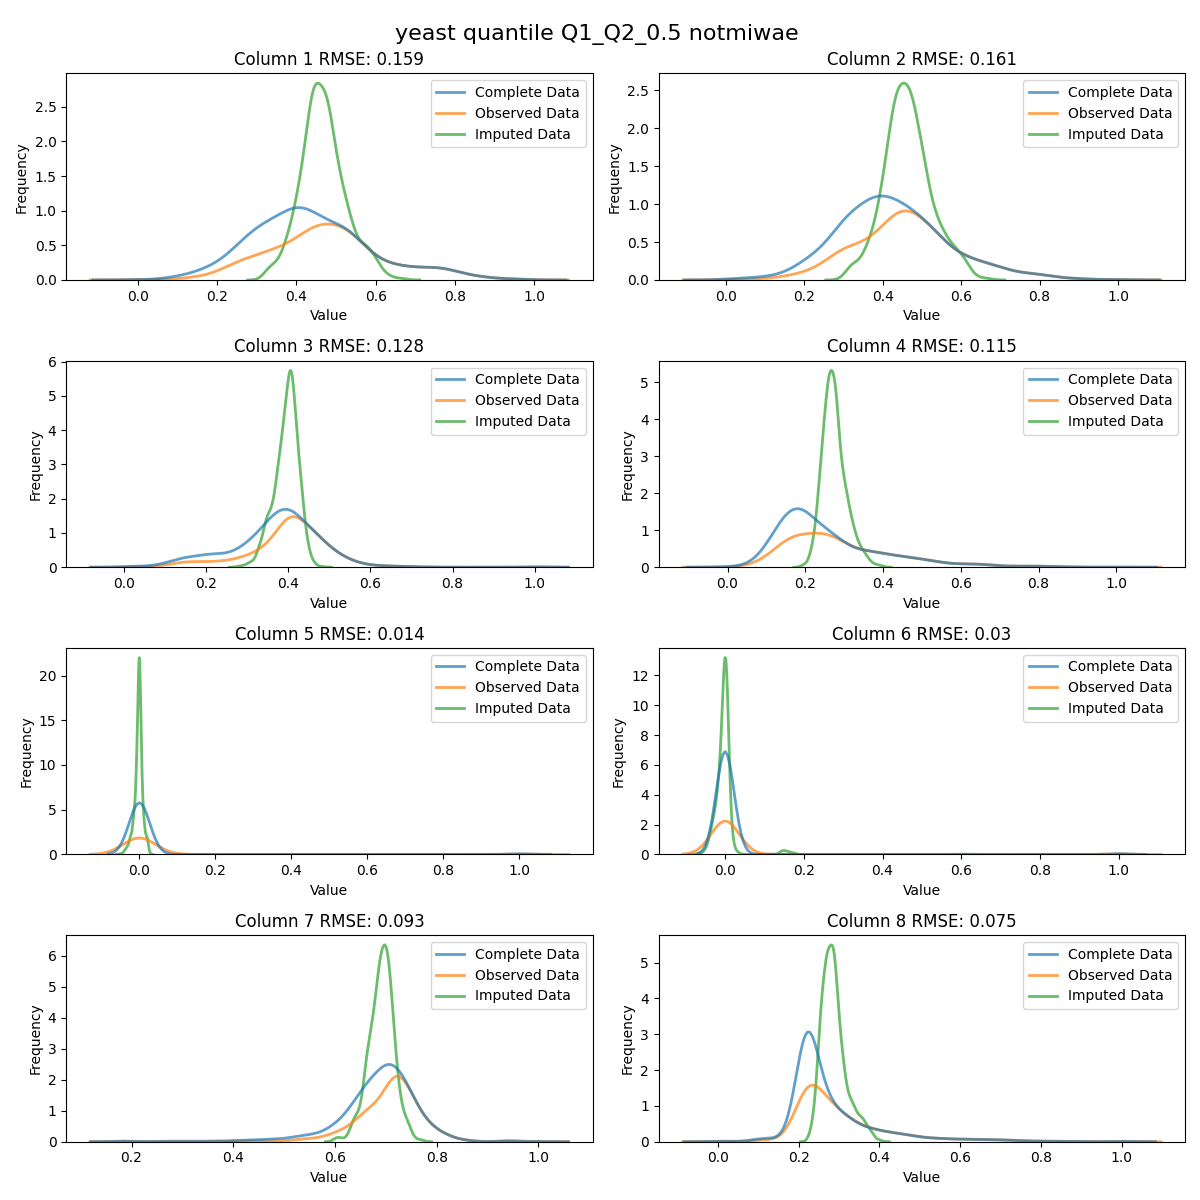 yeast quantile Q1_Q2_0.5 notmiwae
Column 1 RMSE: 0.159
Frequency
2.5
2.0
1.5
1.0
0.5
0.0
Complete Data
Observed Data
Imputed Data
0.0 0.2 0.4 0.6 0.8 1.0
Value
Column 2 RMSE: 0.161
Frequency
2.5
2.0
1.5
1.0
0.5
0.0
Complete Data
Observed Data
Imputed Data
0.0 0.2 0.4 0.6 0.8 1.0
Value
Column 3 RMSE: 0.128
Frequency
6
5
4
3
2
1
0
Complete Data
Observed Data
Imputed Data
0.0 0.2 0.4 0.6 0.8 1.0
Value
Column 4 RMSE: 0.115
Frequency
5
4
3
2
1
0
Complete Data
Observed Data
Imputed Data
0.0 0.2 0.4 0.6 0.8 1.0
Value
Column 5 RMSE: 0.014
Frequency
20
15
10
5
0
Complete Data
Observed Data
Imputed Data
0.0 0.2 0.4 0.6 0.8 1.0
Value
Column 6 RMSE: 0.03
Frequency
12
10
8
6
4
2
0
Complete Data
Observed Data
Imputed Data
0.0 0.2 0.4 0.6 0.8 1.0
Value
Column 7 RMSE: 0.093
Frequency
6
5
4
3
2
1
0
Complete Data
Observed Data
Imputed Data
0.2 0.4 0.6 0.8 1.0
Value
Column 8 RMSE: 0.075
Frequency
5
4
3
2
1
0
Complete Data
Observed Data
Imputed Data
0.0 0.2 0.4 0.6 0.8 1.0
Value